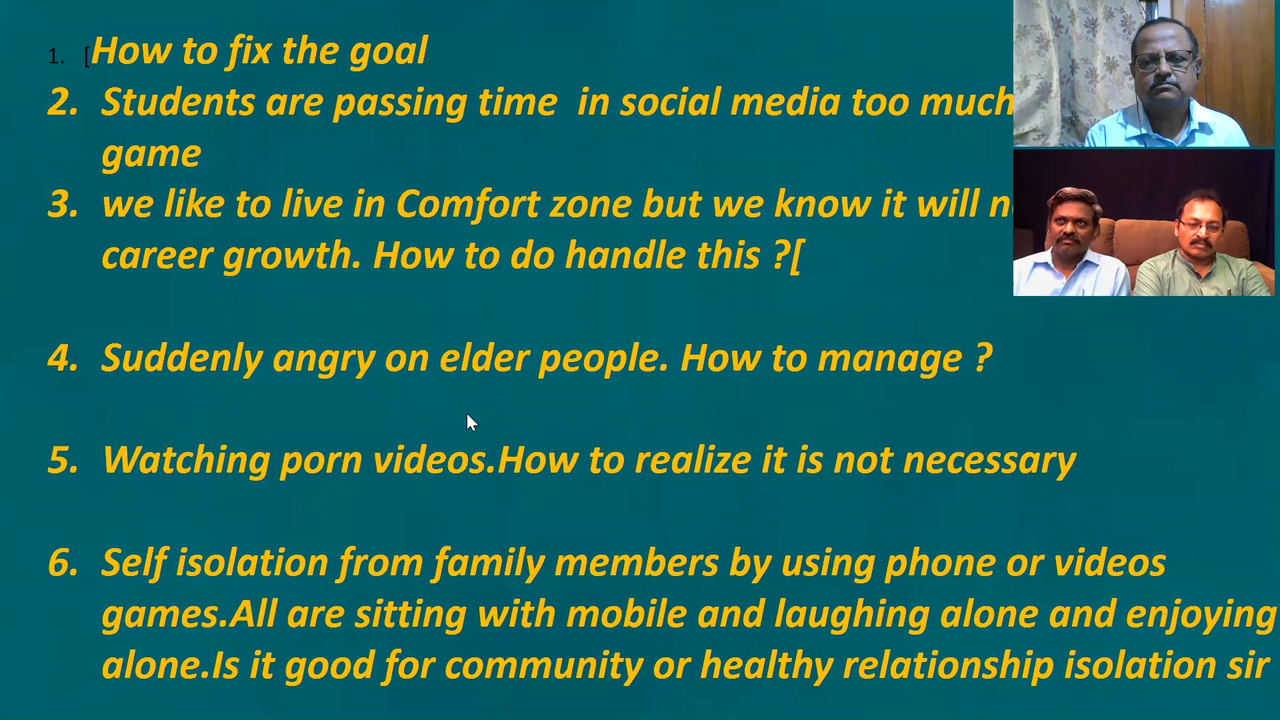 1. [How to fix the goal
2. Students are passing time in social media too much
game
3. we like to live in Comfort zone but we know it will
career growth. How to do handle this ?[
4. Suddenly angry on elder people. How to manage ?
5. Watching porn videos.How to realize it is not necessary
6. Self isolation from family members by using phone or videos
games.All are sitting with mobile and laughing alone and enjoying
alone.Is it good for community or healthy relationship isolation sir